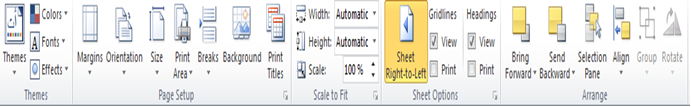 Themes
Colors
Fonts
Effects
Themes
Margins
Orientation
Size
Print Area
Breaks
Background
Print Titles
Page Setup
Width: Automatic
Height: Automatic
Scale: 100 %
Scale to Fit
Sheet Right-to-Left
Gridlines
View
Print
Headings
View
Print
Sheet Options
Bring Forward
Send Backward
Selection Pane
Align
Group
Rotate
Arrange